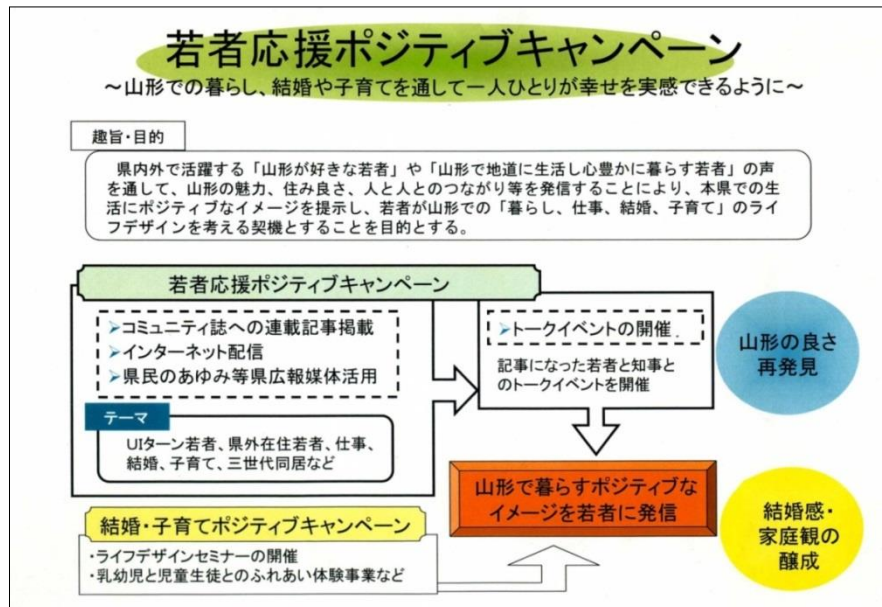 若者応援ポジティブキャンペーン
～山形での暮らし、結婚や子育てを通して一人ひとりが幸せを実感できるように～
趣旨・目的
県内外で活躍する「山形が好きな若者」や「山形で地道に生活し心豊かに暮らす若者」の声
を通して、山形の魅力、住み良さ、人と人とのつながり等を発信することにより、本県での生
活にポジティブなイメージを提示し、若者が山形での「暮らし、仕事、結婚、子育て」のライ
フデザインを考える契機とすることを目的とする。
若者応援ポジティブキャンペーン
➢コミュニティ誌への連載記事掲載
➢インターネット配信
➢県民のあゆみ等県広報媒体活用
テーマ
UIターン若者、県外在住若者、仕事、
結婚、子育て、三世代同居など
➢トークイベントの開催
記事になった若者と知事と
のトークイベントを開催
山形の良さ
再発見
山形で暮らすポジティブな
イメージを若者に発信
結婚・子育てポジティブキャンペーン
・ライフデザインセミナーの開催
・乳幼児と児童生徒とのふれあい体験事業など
結婚感・
家庭観の
醸成